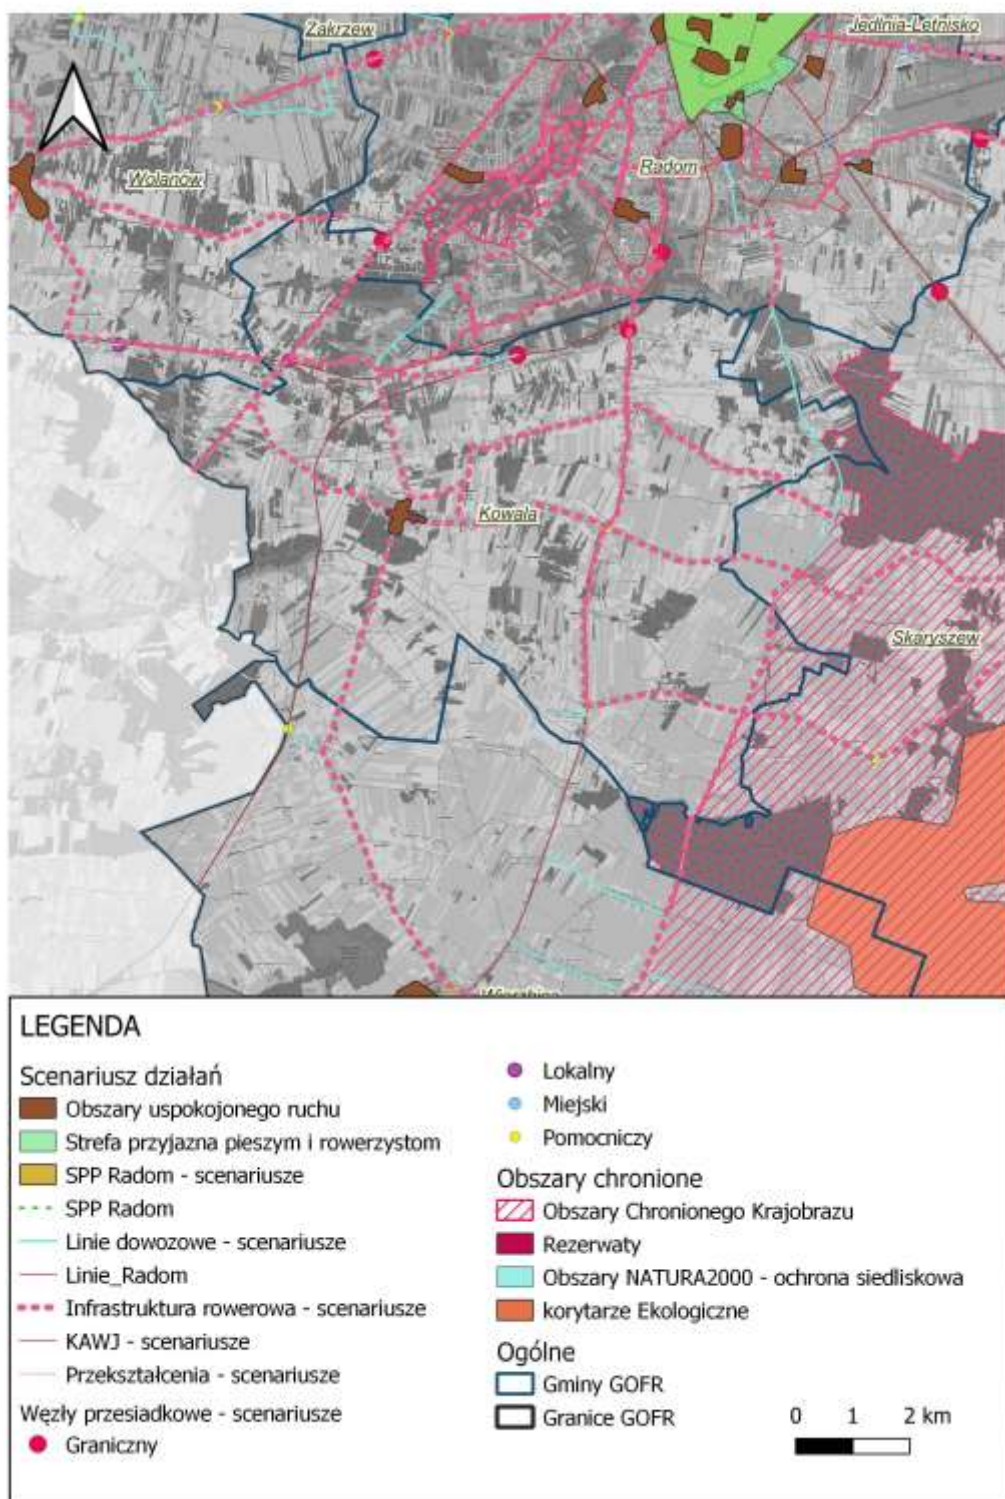 Zakrzew
Jedlnia-Letnisko
Wolanów
Radom
Kowala
Skaryszew
LEGENDA
Scenariusz działań
Obszary uspokojonego ruchu
Strefa przyjazna pieszym i rowerzystom
SPP Radom - scenariusze
SPP Radom
Linie dowozowe - scenariusze
Linie_Radom
Infrastruktura rowerowa - scenariusze
KAWJ - scenariusze
Przekształcenia - scenariusze
Węzły przesiadkowe - scenariusze
Graniczny
Lokalny
Miejski
Pomocniczy
Obszary chronione
Obszary Chronionego Krajobrazu
Rezerwaty
Obszary NATURA2000 - ochrona siedliskowa
korytarze Ekologiczne
Ogólne
Gminy GOFR
Granice GOFR
0 1 2 km